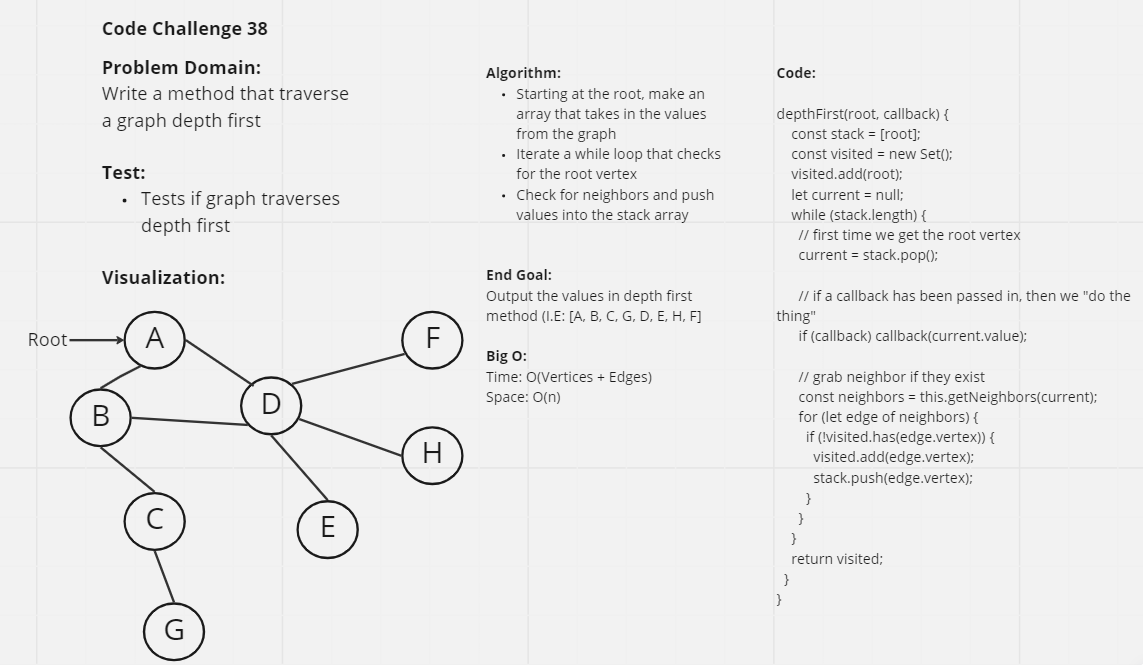 Code Challenge 38
Problem Domain:
Write a method that traverse
a graph depth first
Test:
• Tests if graph traverses
depth first
Visualization:
Root
A
B
C
G
D
E
F
H
Algorithm:
• Starting at the root, make an
array that takes in the values
from the graph
• Iterate a while loop that checks
for the root vertex
• Check for neighbors and push
values into the stack array
End Goal:
Output the values in depth first
method (I.E: [A, B, C, G, D, E, H, F]
Big O:
Time: O(Vertices + Edges)
Space: O(n)
Code:
depthFirst(root, callback) {
const stack = [root];
const visited = new Set();
visited.add(root);
let current = null;
while (stack.length) {
// first time we get the root vertex
current = stack.pop();
// if a callback has been passed in, then we "do the
thing"
if (callback) callback(current.value);
// grab neighbor if they exist
const neighbors = this.getNeighbors(current);
for (let edge of neighbors) {
if (!visited.has(edge.vertex)) {
visited.add(edge.vertex);
stack.push(edge.vertex);
}
}
}
return visited;
}
}